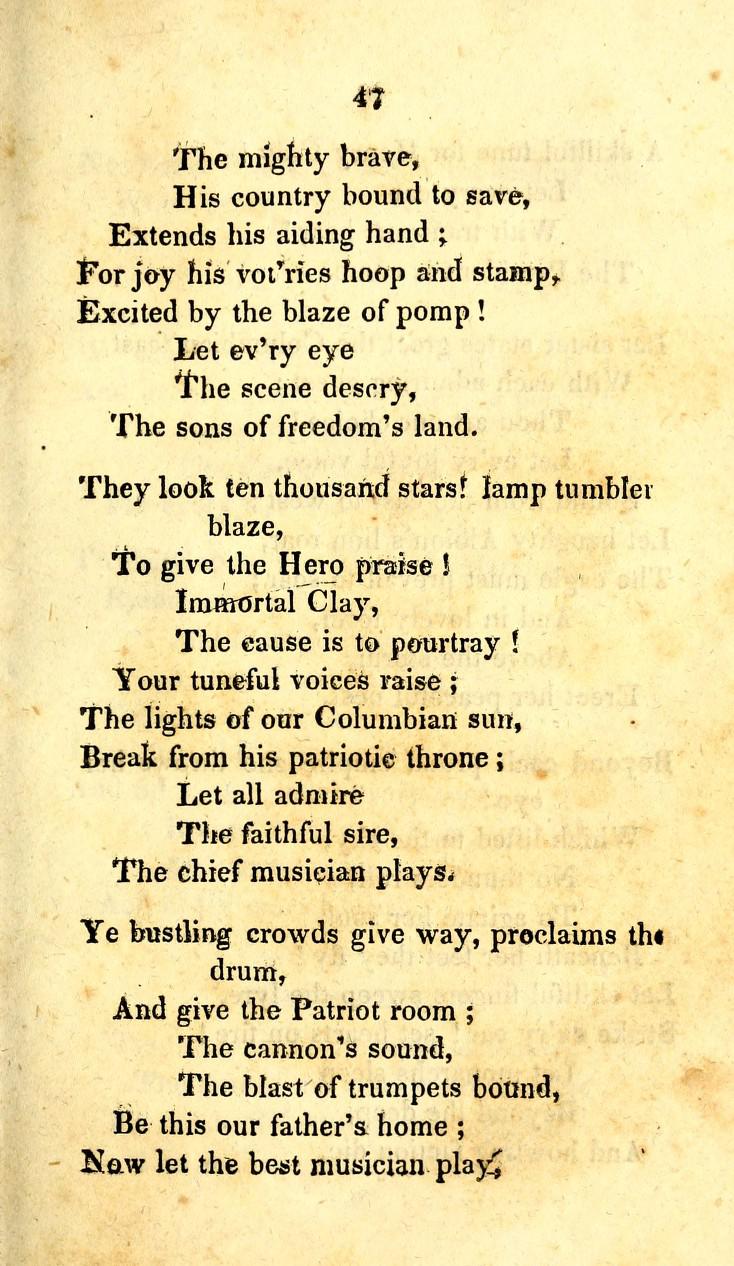 47
The mighty brave,
His country bound to save,
Extends his aiding hand ;
For joy his vot'ries hoop and stamp,
Excited by the blaze of pomp !
Let ev'ry eye
The scene descry,
The sons of freedom's land.
They look ten thousand stars! lamp tumbler
blaze,
To give the Hero praise !
Immortal Clay,
The cause is to pourtray !
Your tuneful voices raise ;
The lights of our Columbian sun,
Break from his patriotic throne ;
Let all admire
The faithful sire,
The chief musician plays.
Ye bustling crowds give way, proclaims the
drum,
And give the Patriot room ;
The cannon's sound,
The blast of trumpets bound,
Be this our father's home ;
Now let the best musician play,